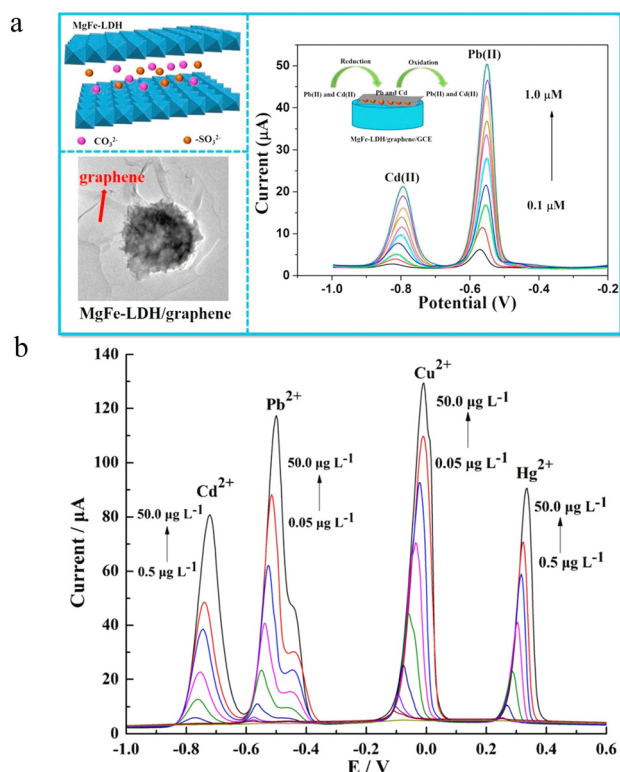 a
MgFe-LDH
CO₃²⁻
-SO₃²⁻
graphene
MgFe-LDH/graphene
Current (μA)
50
40
30
20
10
0
Reduction
Oxidation
Pb(II) and Cd(II)
Pb and Cd
Pb(II) and Cd(II)
MgFe-LDH/graphene/GCE
Pb(II)
1.0 μM
0.1 μM
Cd(II)
-1.0
-0.8
-0.6
-0.4
-0.2
Potential (V)
b
Current / μA
140
120
100
80
60
40
20
0
Cd²⁺
50.0 μg L⁻¹
0.5 μg L⁻¹
Pb²⁺
50.0 μg L⁻¹
0.05 μg L⁻¹
Cu²⁺
50.0 μg L⁻¹
0.05 μg L⁻¹
Hg²⁺
50.0 μg L⁻¹
0.5 μg L⁻¹
-1.0
-0.8
-0.6
-0.4
-0.2
0.0
0.2
0.4
0.6
E / V